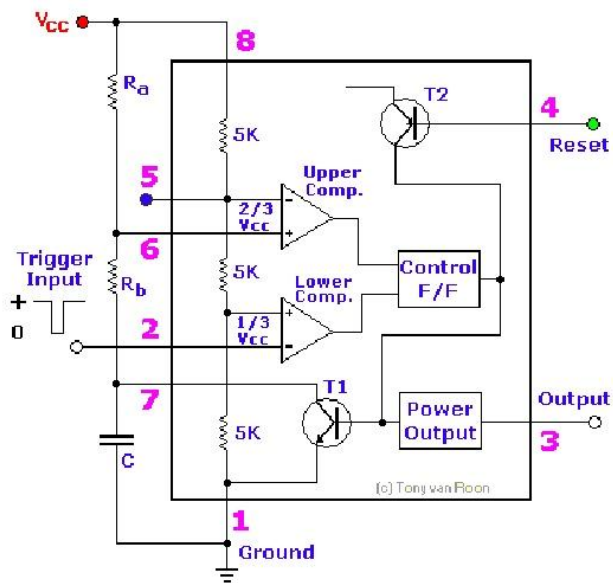 Vcc
8
Ra
T2
4
5K
Reset
Upper
Comp.
5
-
2/3
Vcc
+
6
Trigger
Input
Rb
5K
Control
F/F
Lower
Comp.
+
0
+
1/3
Vcc
-
2
T1
7
Output
Power
Output
5K
3
C
(c) Tony van Roon
1
Ground